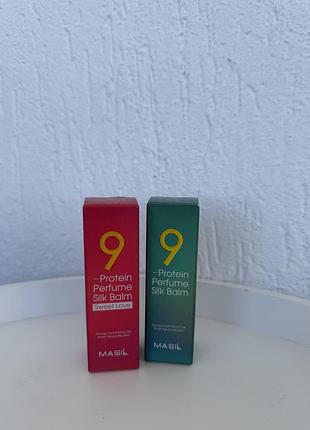 9
Protein
Perfume
Silk Balm
Sweet Love
MASIL
9
Protein
Perfume
Silk Balm
MASIL